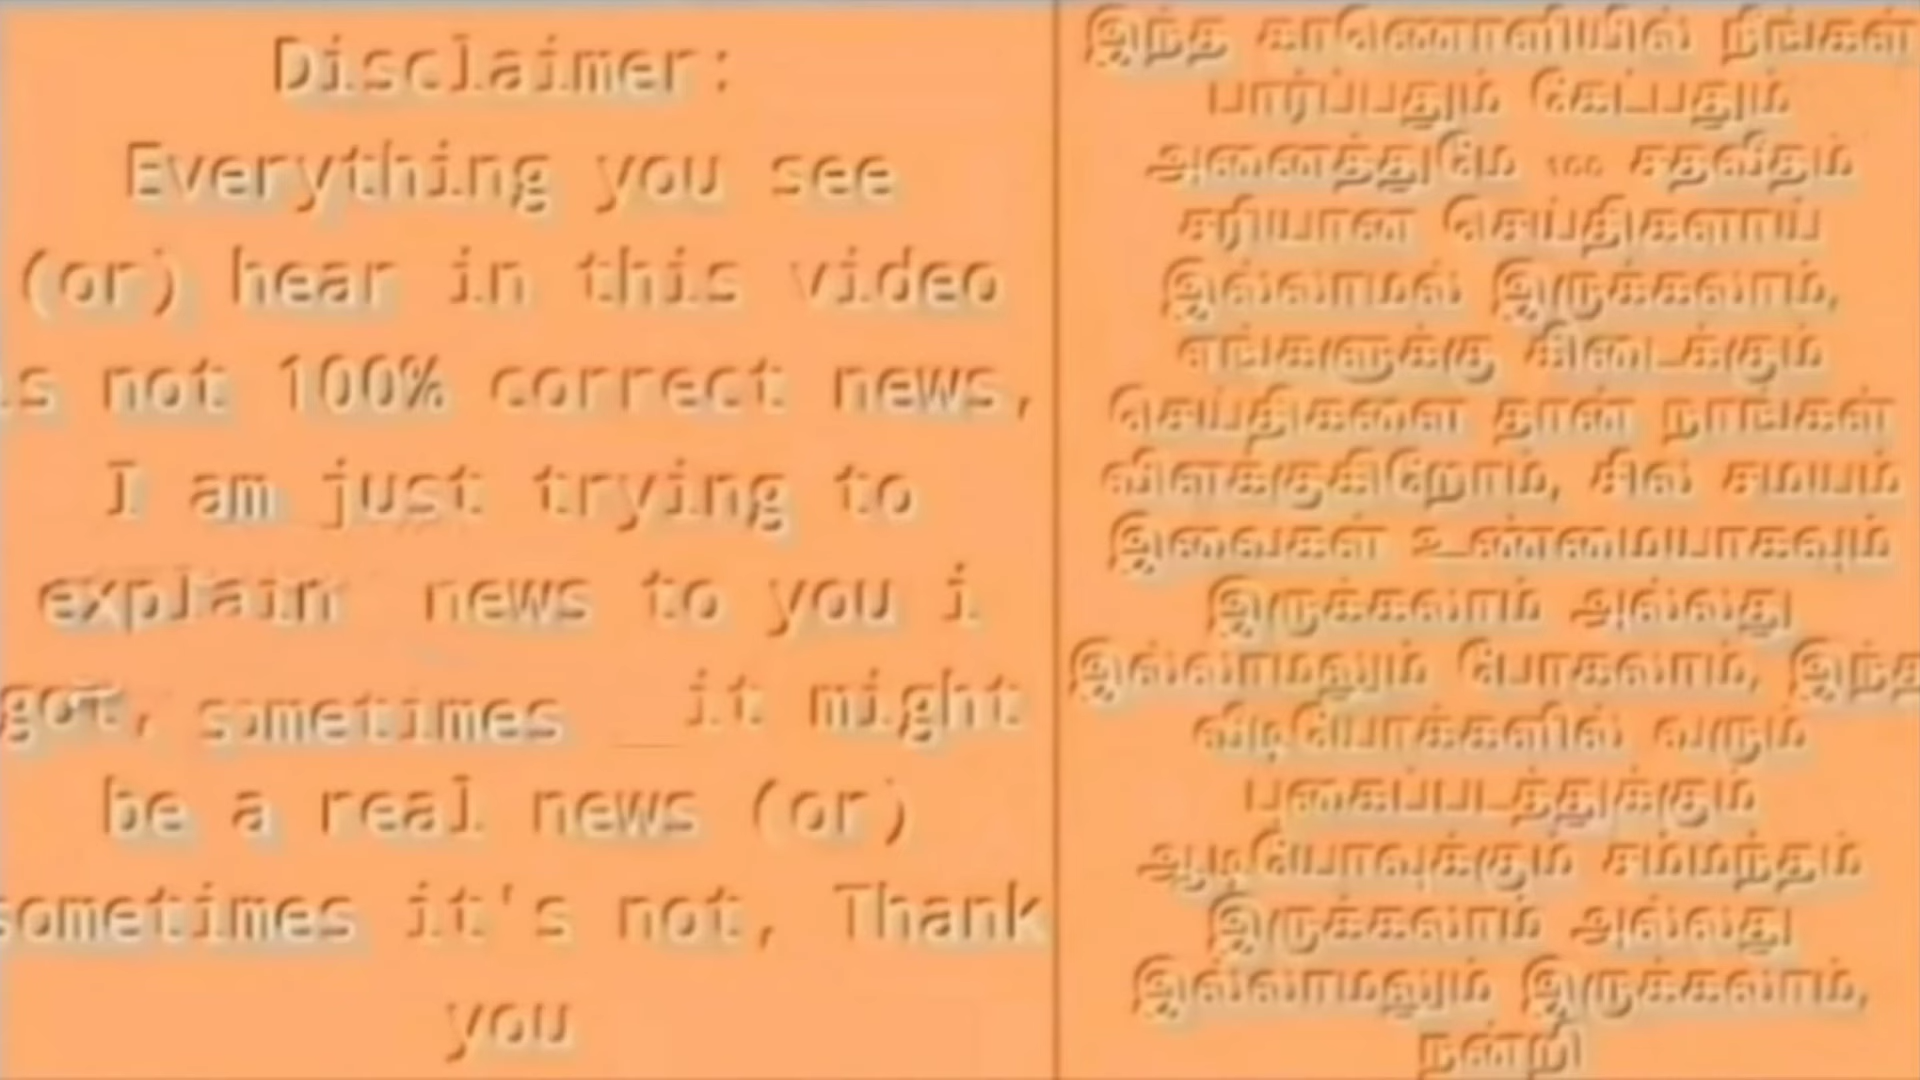 Disclaimer:
Everything you see
(or) hear in this video
is not 100% correct news,
I am just trying to
explain news to you i
got, sometimes _it might
be a real news (or)
sometimes it's not, Thank
you
இந்த காணொளியில் நீங்கள்
பார்ப்பதும் கேட்பதும்
அனைத்துமே 100 சதவீதம்
சரியான செய்திகளாய்
இல்லாமல் இருக்கலாம்,
எங்களுக்கு கிடைக்கும்
செய்திகளை தான் நாங்கள்
விளக்குகிறோம், சில சமயம்
இவைகள் உண்மையாகவும்
இருக்கலாம் அல்லது
இல்லாமலும் போகலாம், இந்த
வீடியோக்களில் வரும்
புகைப்படத்துக்கும்
ஆடியோவுக்கும் சம்மந்தம்
இருக்கலாம் அல்லது
இல்லாமலும் இருக்கலாம்,
நன்றி